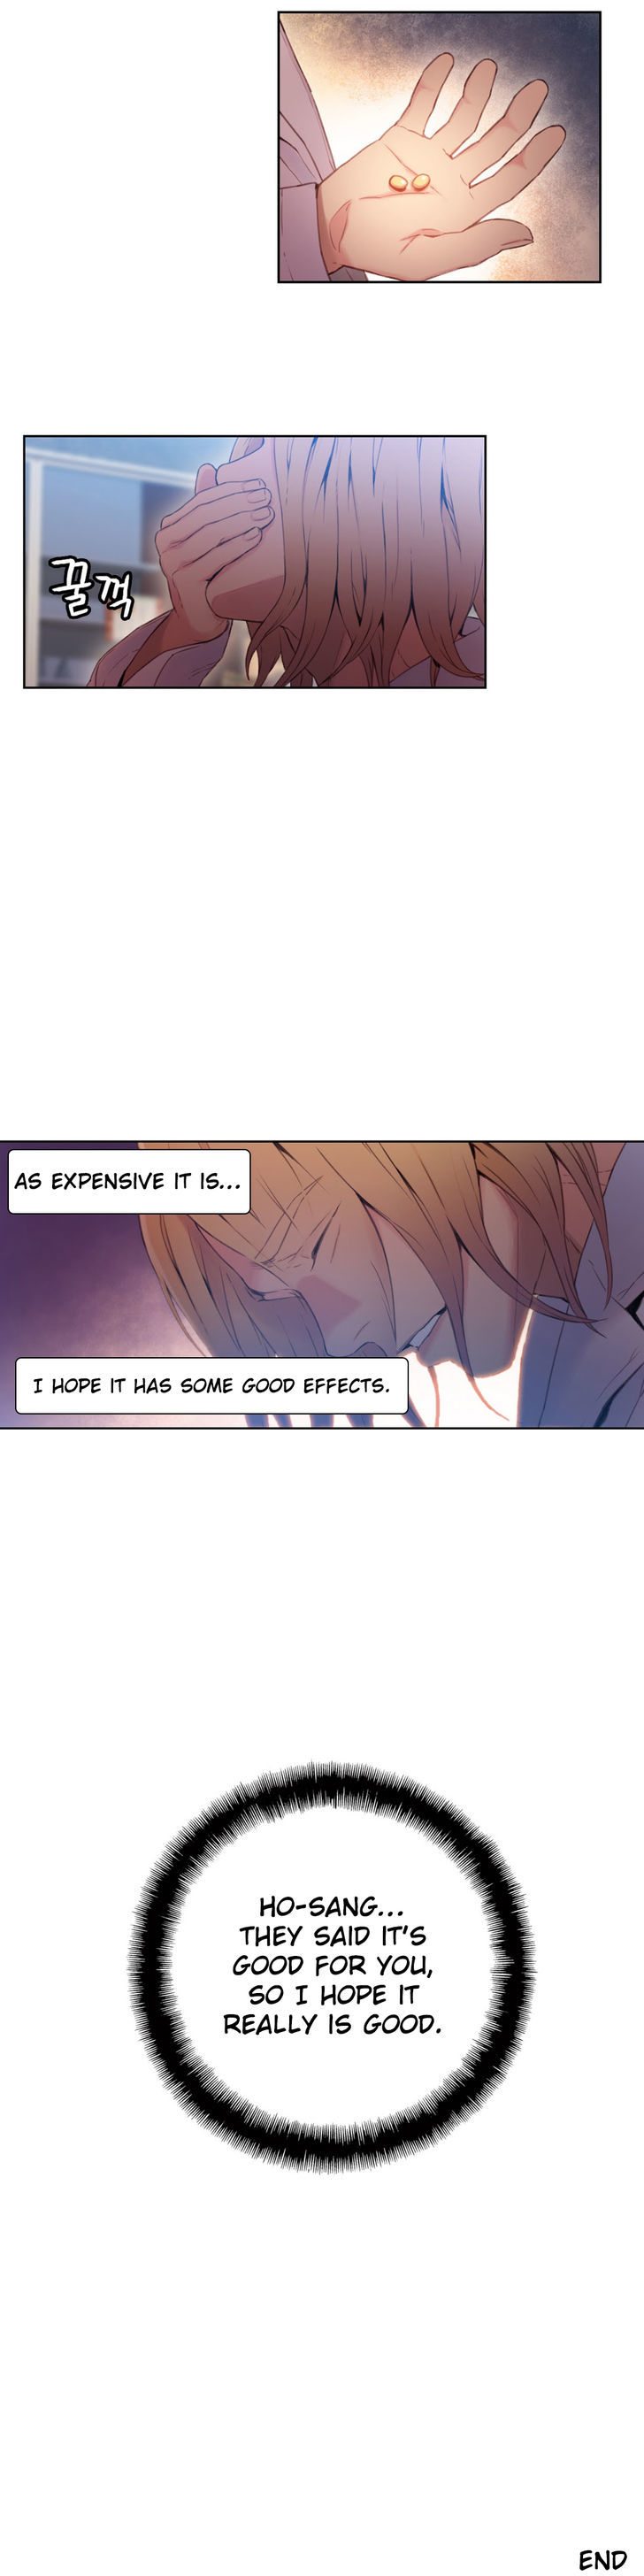 꿀꺽
AS EXPENSIVE IT IS...
I HOPE IT HAS SOME GOOD EFFECTS.
HO-SANG...
THEY SAID IT'S
GOOD FOR YOU,
SO I HOPE IT
REALLY IS GOOD.
END